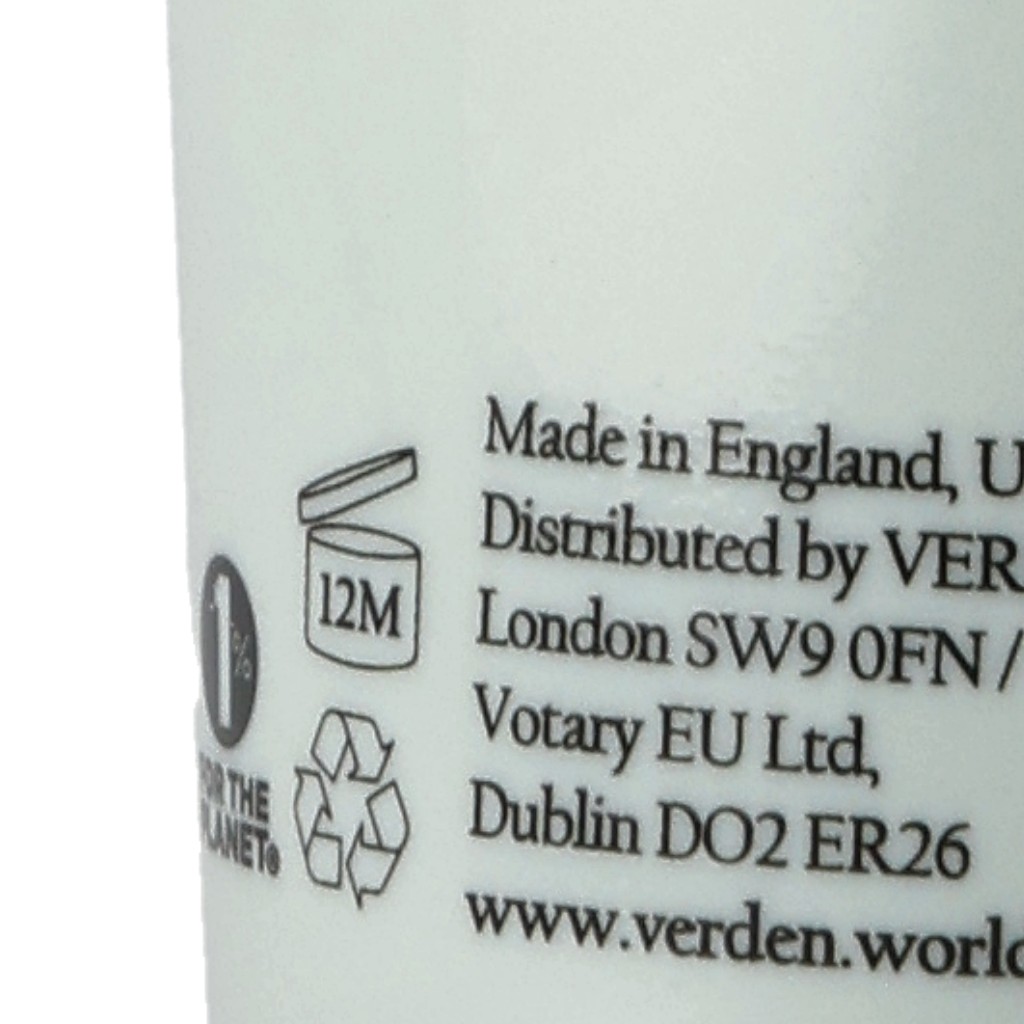 Made in England, U
Distributed by VER
London SW9 0FN /
Votary EU Ltd,
Dublin DO2 ER26
www.verden.world
12M
1%
FOR THE
PLANET®